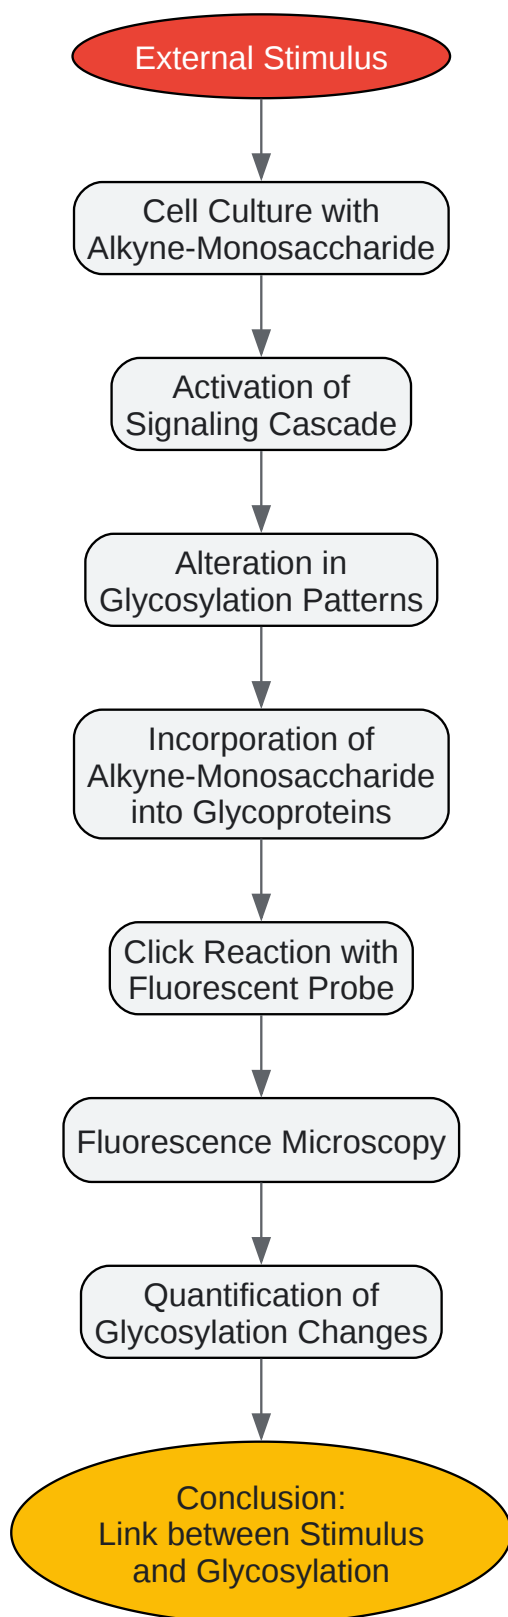 External Stimulus
Cell Culture with
Alkyne-Monosaccharide
Activation of
Signaling Cascade
Alteration in
Glycosylation Patterns
Incorporation of
Alkyne-Monosaccharide
into Glycoproteins
Click Reaction with
Fluorescent Probe
Fluorescence Microscopy
Quantification of
Glycosylation Changes
Conclusion:
Link between Stimulus
and Glycosylation